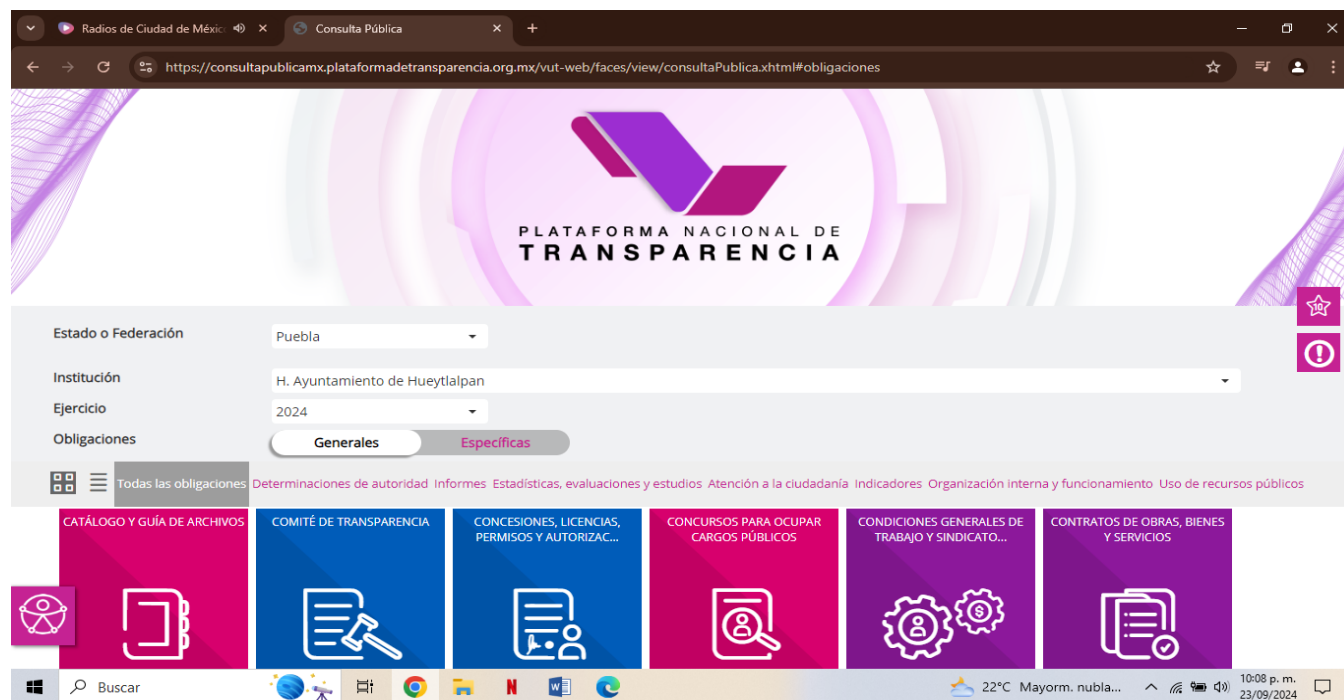 Radios de Ciudad de Méxic
Consulta Pública
https://consultapublicamx.plataformadetransparencia.org.mx/vut-web/faces/view/consultaPublica.xhtml#obligaciones
PLATAFORMA NACIONAL DE
TRANSPARENCIA
10
Estado o Federación
Puebla
Institución
H. Ayuntamiento de Hueytlalpan
Ejercicio
2024
Obligaciones
Generales
Específicas
Todas las obligaciones Determinaciones de autoridad Informes Estadísticas, evaluaciones y estudios Atención a la ciudadanía Indicadores Organización interna y funcionamiento Uso de recursos públicos
CATÁLOGO Y GUÍA DE ARCHIVOS
COMITÉ DE TRANSPARENCIA
CONCESIONES, LICENCIAS,
PERMISOS Y AUTORIZAC...
CONCURSOS PARA OCUPAR
CARGOS PÚBLICOS
CONDICIONES GENERALES DE
TRABAJO Y SINDICATO...
CONTRATOS DE OBRAS, BIENES
Y SERVICIOS
Buscar
22°C Mayorm. nubla...
10:08 p. m.
23/09/2024